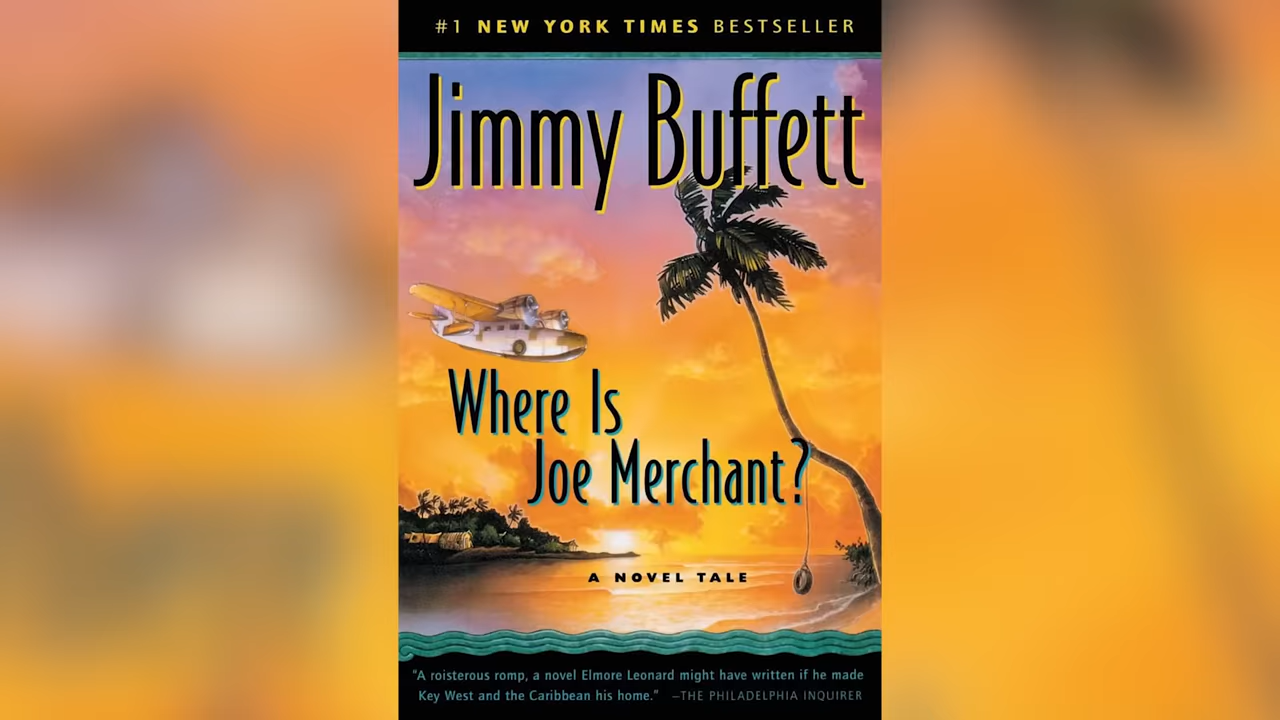 #1 NEW YORK TIMES BESTSELLER
Jimmy Buffett
Where Is
Joe Merchant?
A NOVEL TALE
"A roisterous romp, a novel Elmore Leonard might have written if he made
Key West and the Caribbean his home." –THE PHILADELPHIA INQUIRER